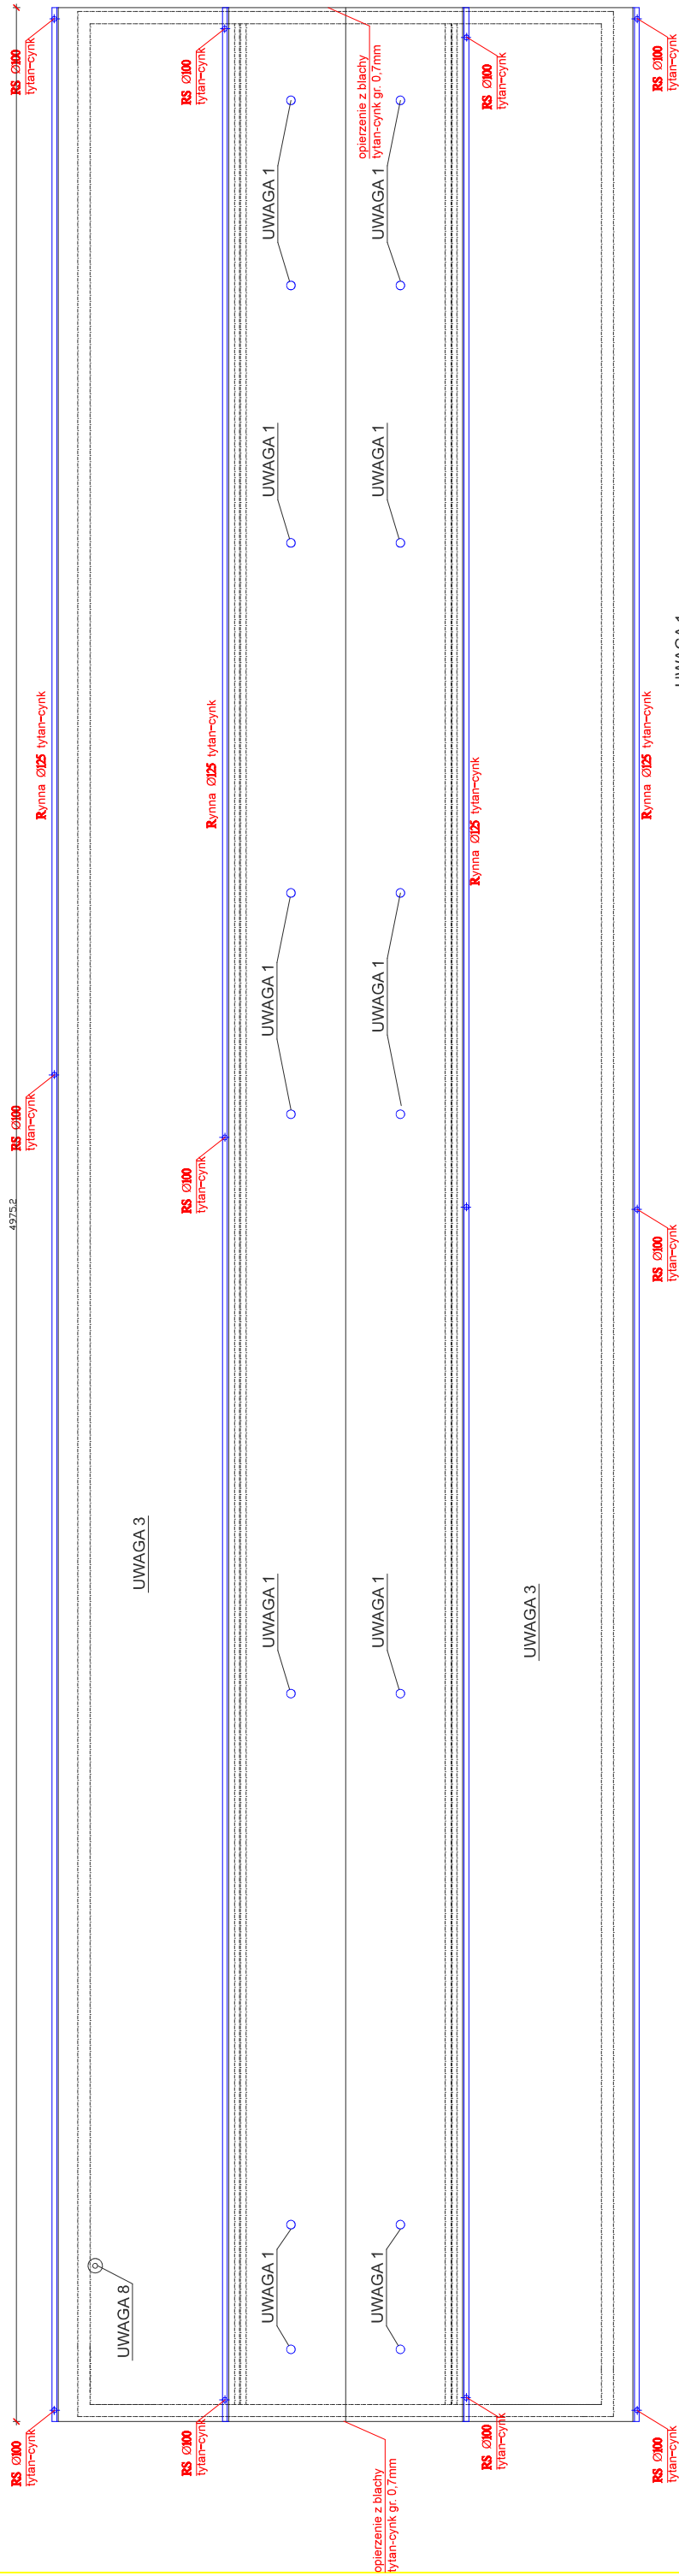 RS Ø100
tytan-cynk
RS Ø100
tytan-cynk
opierzenie z blachy
tytan-cynk gr. 0,7mm
RS Ø100
tytan-cynk
RS Ø100
tytan-cynk
UWAGA 1
UWAGA 1
UWAGA 1
UWAGA 1
UWAGA 1
Rynna Ø125 tytan-cynk
Rynna Ø125 tytan-cynk
Rynna Ø125 tytan-cynk
Rynna Ø125 tytan-cynk
UWAGA 1
UWAGA 1
RS Ø100
tytan-cynk
4975.2
RS Ø100
tytan-cynk
RS Ø100
tytan-cynk
UWAGA 3
UWAGA 1
UWAGA 1
UWAGA 3
UWAGA 8
UWAGA 1
UWAGA 1
RS Ø100
tytan-cynk
RS Ø100
tytan-cynk
opierzenie z blachy
tytan-cynk gr. 0,7mm
RS Ø100
tytan-cynk
RS Ø100
tytan-cynk